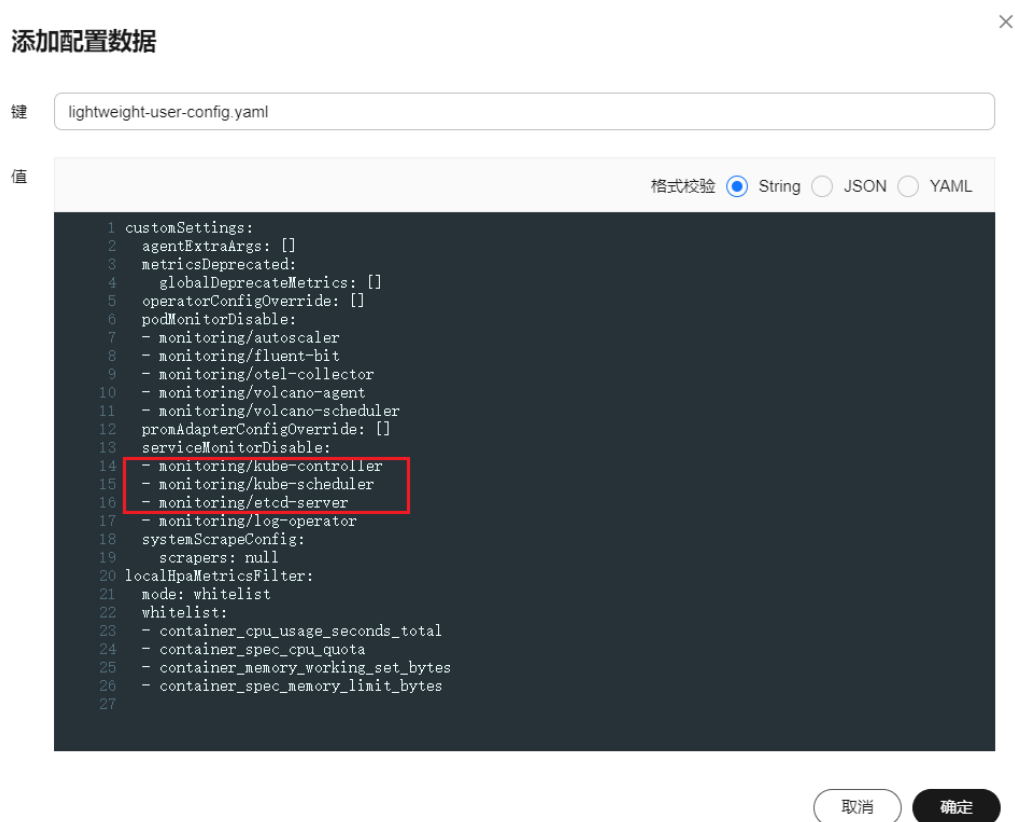 添加配置数据
键 lightweight-user-config.yaml
值
格式校验 String JSON YAML
1 customSettings:
2 agentExtraArgs: []
3 metricsDeprecated:
4 globalDeprecateMetrics: []
5 operatorConfigOverride: []
6 podMonitorDisable:
7 - monitoring/autoscaler
8 - monitoring/fluent-bit
9 - monitoring/otel-collector
10 - monitoring/volcano-agent
11 - monitoring/volcano-scheduler
12 promAdapterConfigOverride: []
13 serviceMonitorDisable:
14 - monitoring/kube-controller
15 - monitoring/kube-scheduler
16 - monitoring/etcd-server
17 - monitoring/log-operator
18 systemScrapeConfig:
19 scrapers: null
20 localHpaMetricsFilter:
21 mode: whitelist
22 whitelist:
23 - container_cpu_usage_seconds_total
24 - container_spec_cpu_quota
25 - container_memory_working_set_bytes
26 - container_spec_memory_limit_bytes
27
取消 确定